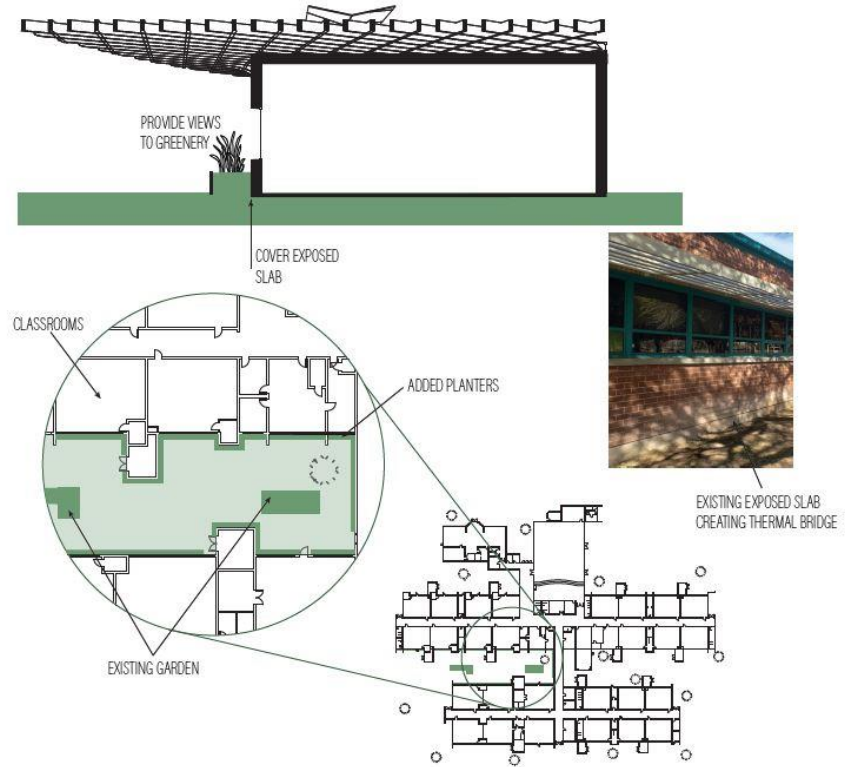 PROVIDE VIEWS
TO GREENERY
COVER EXPOSED
SLAB
CLASSROOMS
ADDED PLANTERS
EXISTING EXPOSED SLAB
CREATING THERMAL BRIDGE
EXISTING GARDEN